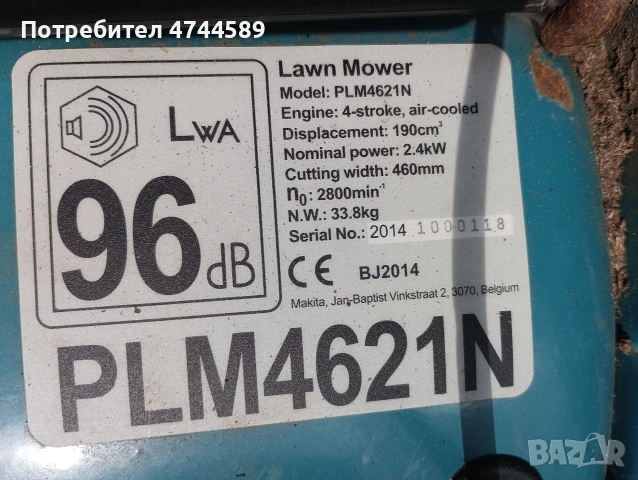 Потребител 4744589
LWA
96 dB
Lawn Mower
Model: PLM4621N
Engine: 4-stroke, air-cooled
Displacement: 190cm³
Nominal power: 2.4kW
Cutting width: 460mm
n₀: 2800min⁻¹
N.W.: 33.8kg
Serial No.: 2014 1000118
CE BJ2014
Makita, Jan-Baptist Vinkstraat 2, 3070, Belgium
PLM4621N
BAZAR